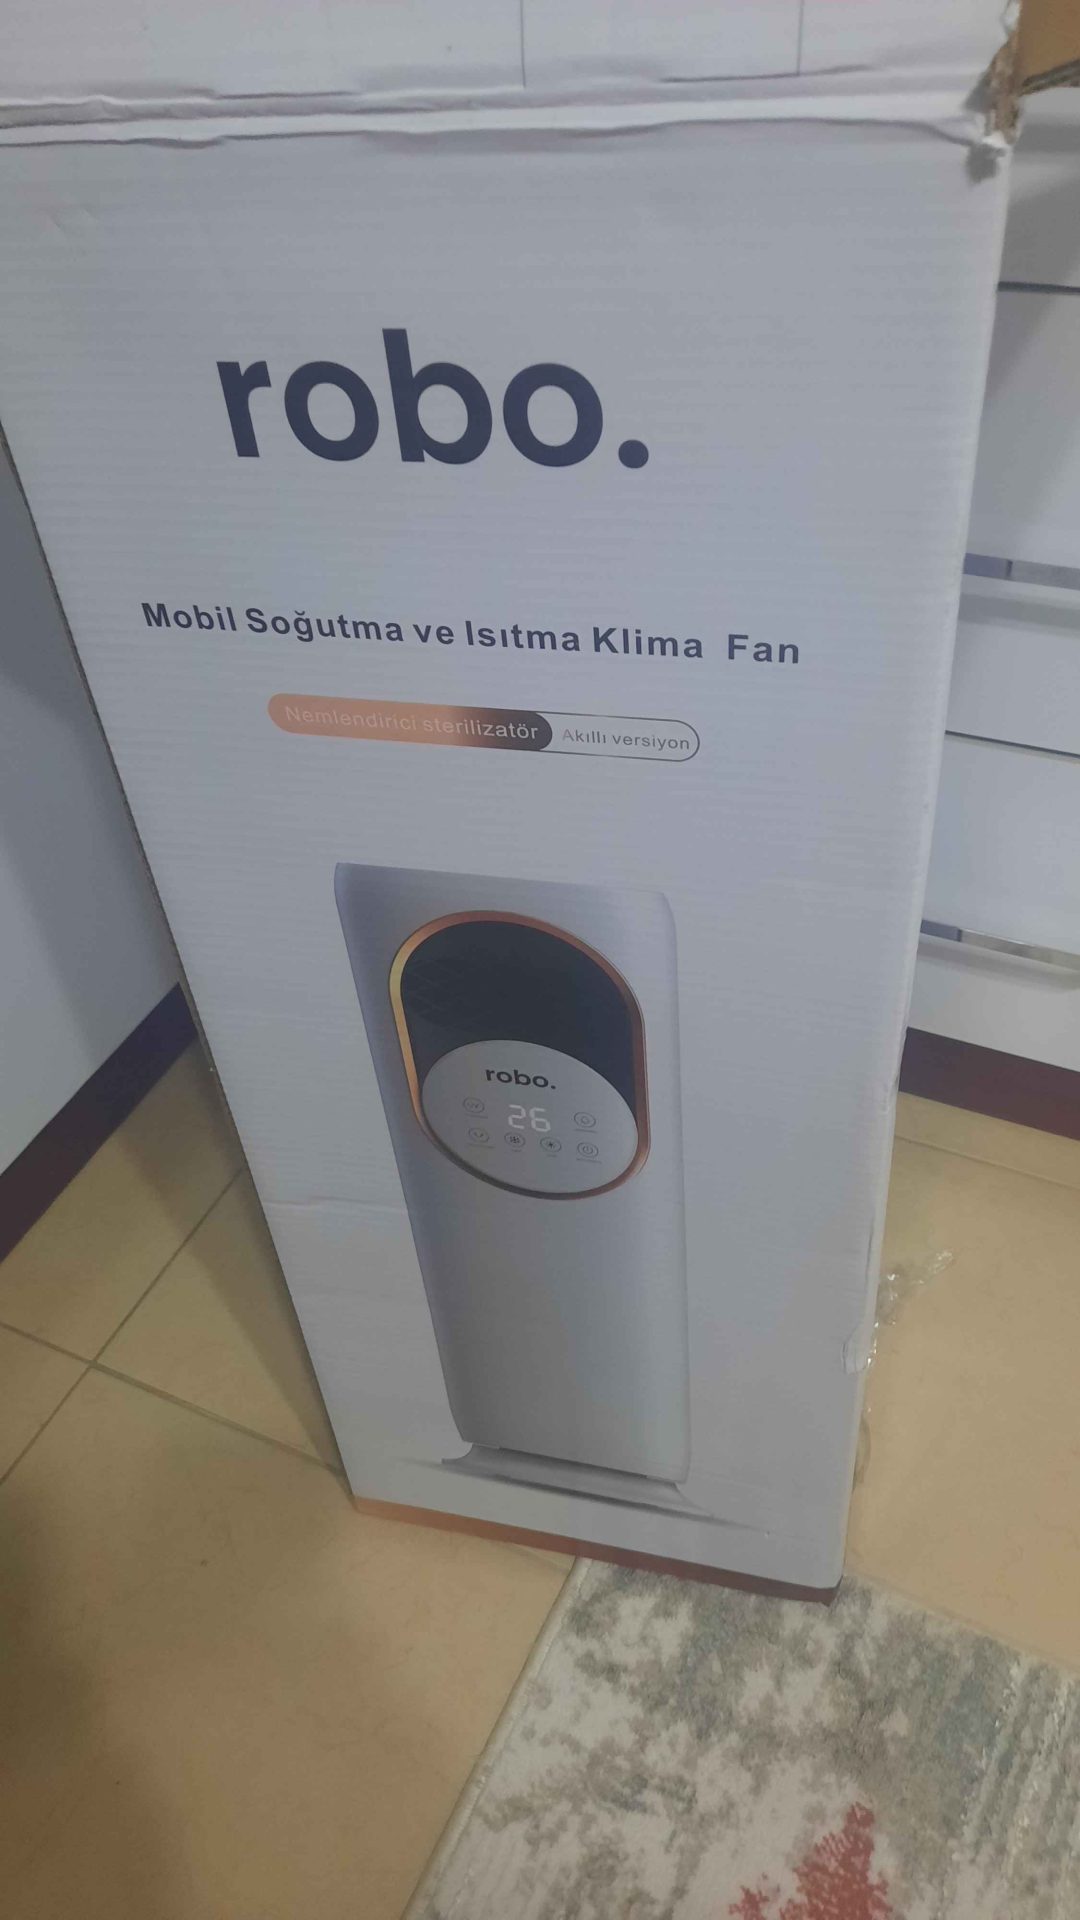 robo.
Mobil Soğutma ve Isıtma Klima Fan
Nemlendirici sterilizatör Akıllı versiyon
robo.
26